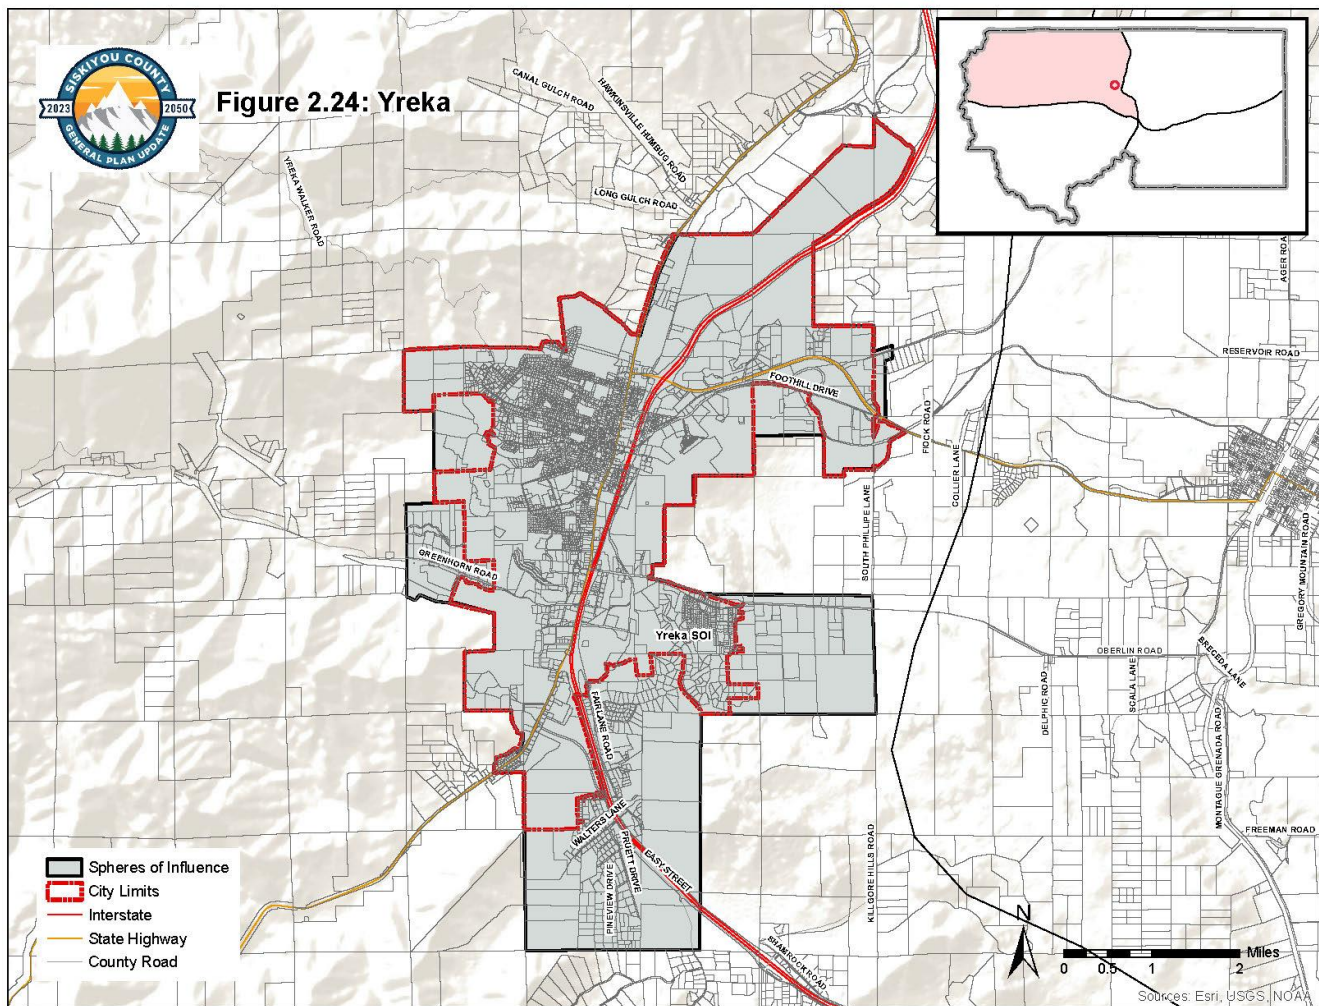 SISKIYOU COUNTY
2023
2050
GENERAL PLAN UPDATE
Figure 2.24: Yreka
CANAL GULCH ROAD
HAWKINSVILLE HUMBUG ROAD
LONG GULCH ROAD
YREKA WALKER ROAD
AGER ROA
RESERVOIR ROAD
FOOTHILL DRIVE
FIOCK ROAD
COLLIER LANE
SOUTH PHILLIPE LANE
GREGORY MOUNTAIN ROAD
GREENHORN ROAD
Yreka SOI
OBERLIN ROAD
BRECEDA LANE
DELPHIC ROAD
SCALA LANE
MONTAGUE GRENADA ROAD
FAIRLANE ROAD
WALTERS LANE
PRUETT DRIVE
EASY STREET
PINEVIEW DRIVE
KILLGORE HILLS ROAD
FREEMAN ROAD
SHAMROCK ROAD
Spheres of Influence
City Limits
Interstate
State Highway
County Road
N
Miles
0 0.5 1 2
Sources: Esri, USGS, NOAA